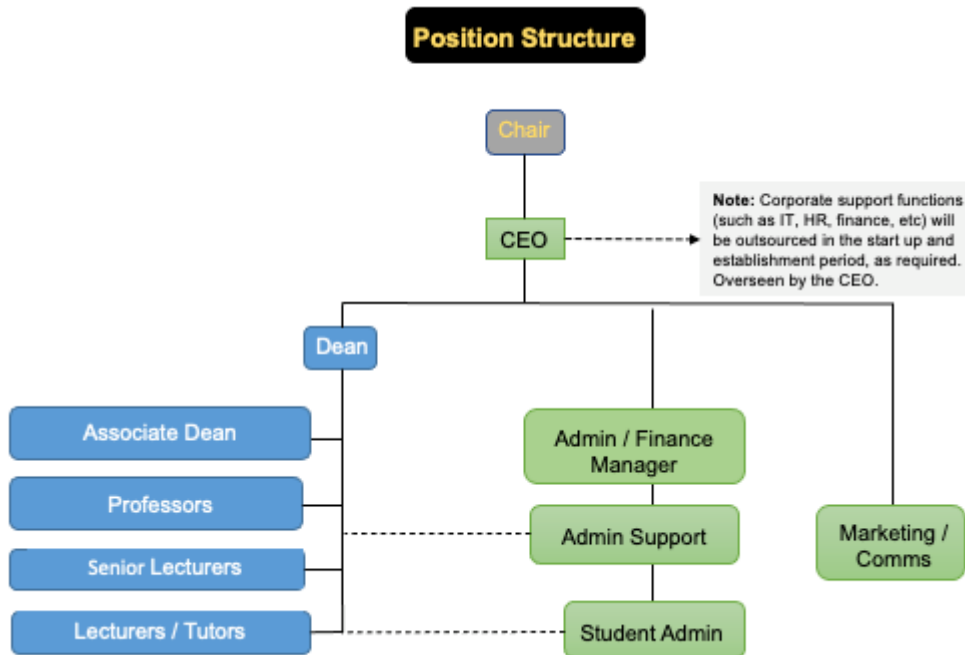 Position Structure
Chair
Note: Corporate support functions
(such as IT, HR, finance, etc) will
be outsourced in the start up and
establishment period, as required.
Overseen by the CEO.
CEO
Dean
Associate Dean
Admin / Finance
Manager
Professors
Admin Support
Marketing /
Comms
Senior Lecturers
Lecturers / Tutors
Student Admin